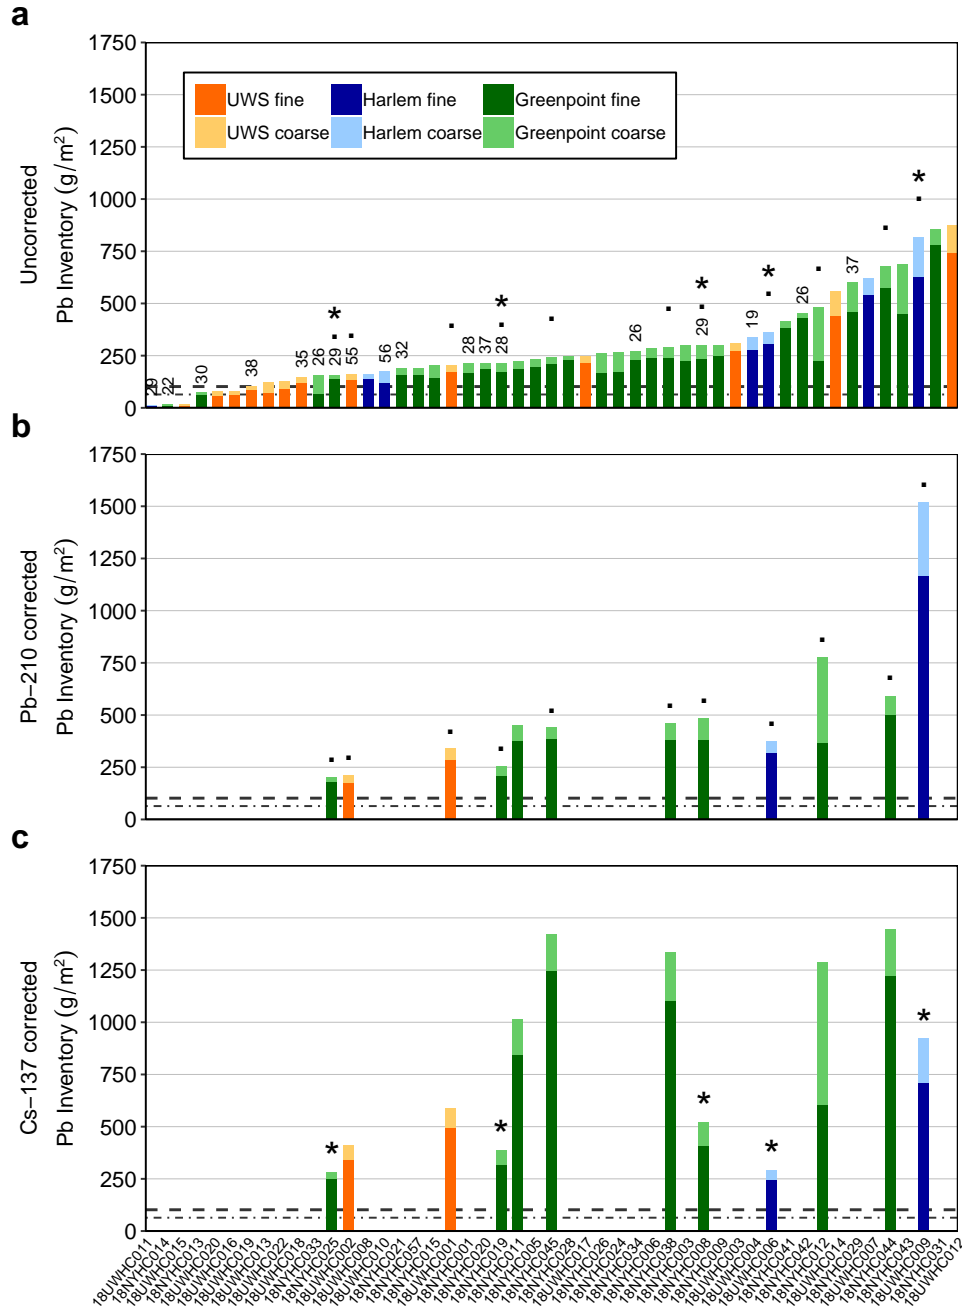 a
Uncorrected
Pb Inventory (g/m²)
1750
1500
1250
1000
750
500
250
0
UWS fine
Harlem fine
Greenpoint fine
UWS coarse
Harlem coarse
Greenpoint coarse
29
22
30
38
35
26
29
55
56
32
28
37
28
26
29
19
26
37
*
*
*
*
*
b
Pb−210 corrected
Pb Inventory (g/m²)
1750
1500
1250
1000
750
500
250
0
c
Cs−137 corrected
Pb Inventory (g/m²)
1750
1500
1250
1000
750
500
250
0
*
*
*
*
*
18UWHC011
18NYHC014
18UWHC015
18NYHC013
18UWHC020
18UWHC016
18UWHC019
18UWHC013
18UWHC022
18UWHC018
18NYHC033
18NYHC025
18UWHC002
18UWHC008
18UWHC010
18NYHC021
18NYHC057
18NYHC015
18UWHC001
18NYHC001
18NYHC020
18NYHC019
18NYHC011
18NYHC005
18NYHC045
18NYHC028
18UWHC017
18NYHC026
18NYHC024
18NYHC034
18NYHC006
18NYHC038
18NYHC003
18NYHC008
18NYHC009
18UWHC003
18UWHC004
18UWHC006
18NYHC041
18NYHC042
18NYHC012
18UWHC014
18NYHC029
18UWHC007
18NYHC044
18NYHC043
18UWHC009
18NYHC031
18UWHC012